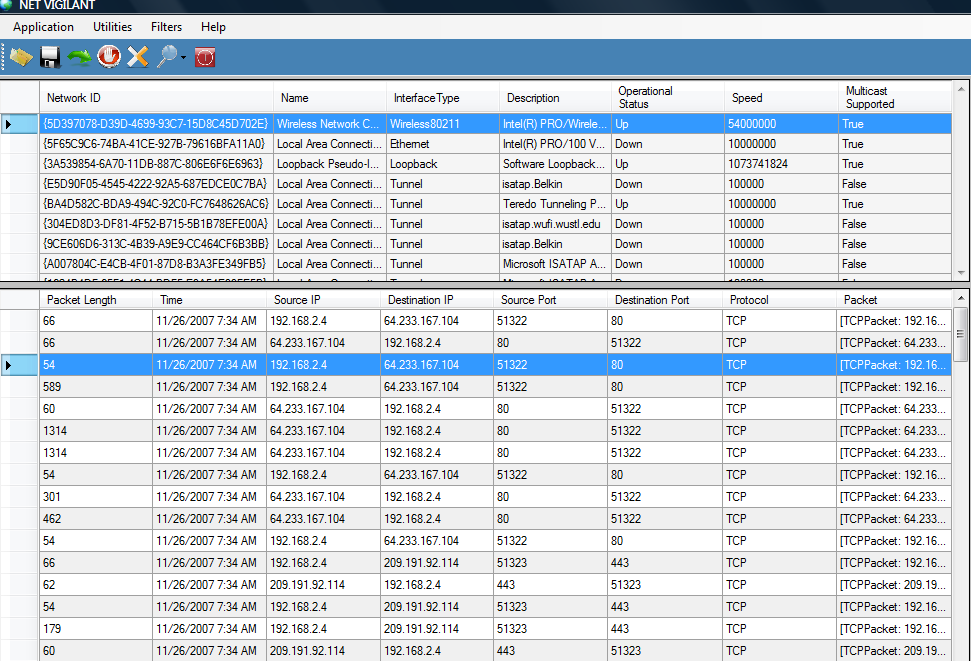 NET VIGILANT
Application Utilities Filters Help
Network ID Name InterfaceType Description Operational Status Speed Multicast Supported
{5D397078-D39D-4699-93C7-15D8C45D702E} Wireless Network C... Wireless80211 Intel(R) PRO/Wirele... Up 54000000 True
{5F65C9C6-74BA-41CE-927B-79616BFA11A0} Local Area Connecti... Ethernet Intel(R) PRO/100 V... Down 10000000 True
{3A539854-6A70-11DB-887C-806E6F6E6963} Loopback Pseudo-I... Loopback Software Loopback... Up 1073741824 True
{E5D90F05-4545-4222-92A5-687EDCE0C7BA} Local Area Connecti... Tunnel isatap.Belkin Down 100000 False
{BA4D582C-BDA9-494C-92C0-FC7648626AC6} Local Area Connecti... Tunnel Teredo Tunneling P... Up 10000000 True
{304ED8D3-DF81-4F52-B715-5B1B78EFE00A} Local Area Connecti... Tunnel isatap.wufi.wustl.edu Down 100000 False
{9CE606D6-313C-4B39-A9E9-CC464CF6B3BB} Local Area Connecti... Tunnel isatap.Belkin Down 100000 False
{A007804C-E4CB-4F01-87D8-B3A3FE349FB5} Local Area Connecti... Tunnel Microsoft ISATAP A... Down 100000 False
Packet Length Time Source IP Destination IP Source Port Destination Port Protocol Packet
66 11/26/2007 7:34 AM 192.168.2.4 64.233.167.104 51322 80 TCP [TCPPacket: 192.16...
66 11/26/2007 7:34 AM 64.233.167.104 192.168.2.4 80 51322 TCP [TCPPacket: 64.233...
54 11/26/2007 7:34 AM 192.168.2.4 64.233.167.104 51322 80 TCP [TCPPacket: 192.16...
589 11/26/2007 7:34 AM 192.168.2.4 64.233.167.104 51322 80 TCP [TCPPacket: 192.16...
60 11/26/2007 7:34 AM 64.233.167.104 192.168.2.4 80 51322 TCP [TCPPacket: 64.233...
1314 11/26/2007 7:34 AM 64.233.167.104 192.168.2.4 80 51322 TCP [TCPPacket: 64.233...
1314 11/26/2007 7:34 AM 64.233.167.104 192.168.2.4 80 51322 TCP [TCPPacket: 64.233...
54 11/26/2007 7:34 AM 192.168.2.4 64.233.167.104 51322 80 TCP [TCPPacket: 192.16...
301 11/26/2007 7:34 AM 64.233.167.104 192.168.2.4 80 51322 TCP [TCPPacket: 64.233...
462 11/26/2007 7:34 AM 64.233.167.104 192.168.2.4 80 51322 TCP [TCPPacket: 64.233...
54 11/26/2007 7:34 AM 192.168.2.4 64.233.167.104 51322 80 TCP [TCPPacket: 192.16...
66 11/26/2007 7:34 AM 192.168.2.4 209.191.92.114 51323 443 TCP [TCPPacket: 192.16...
62 11/26/2007 7:34 AM 209.191.92.114 192.168.2.4 443 51323 TCP [TCPPacket: 209.19...
54 11/26/2007 7:34 AM 192.168.2.4 209.191.92.114 51323 443 TCP [TCPPacket: 192.16...
179 11/26/2007 7:34 AM 192.168.2.4 209.191.92.114 51323 443 TCP [TCPPacket: 192.16...
60 11/26/2007 7:34 AM 209.191.92.114 192.168.2.4 443 51323 TCP [TCPPacket: 209.19...